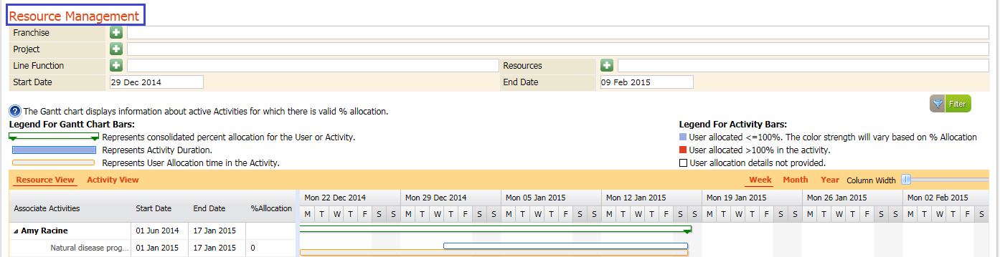 Resource Management
Franchise
Project
Line Function Resources
Start Date 29 Dec 2014 End Date 09 Feb 2015
Filter
? The Gantt chart displays information about active Activities for which there is valid % allocation.
Legend For Gantt Chart Bars: Legend For Activity Bars:
Represents consolidated percent allocation for the User or Activity. User allocated <=100%. The color strength will vary based on % Allocation
Represents Activity Duration. User allocated >100% in the activity.
Represents User Allocation time in the Activity. User allocation details not provided.
Resource View Activity View Week Month Year Column Width
Mon 22 Dec 2014 Mon 29 Dec 2014 Mon 05 Jan 2015 Mon 12 Jan 2015 Mon 19 Jan 2015 Mon 26 Jan 2015 Mon 02 Feb 2015
Associate Activities Start Date End Date %Allocation M T W T F S S M T W T F S S M T W T F S S M T W T F S S M T W T F S S M T W T F S S M T W T F S
Amy Racine 01 Jun 2014 17 Jan 2015
Natural disease prog... 01 Jan 2015 17 Jan 2015 0